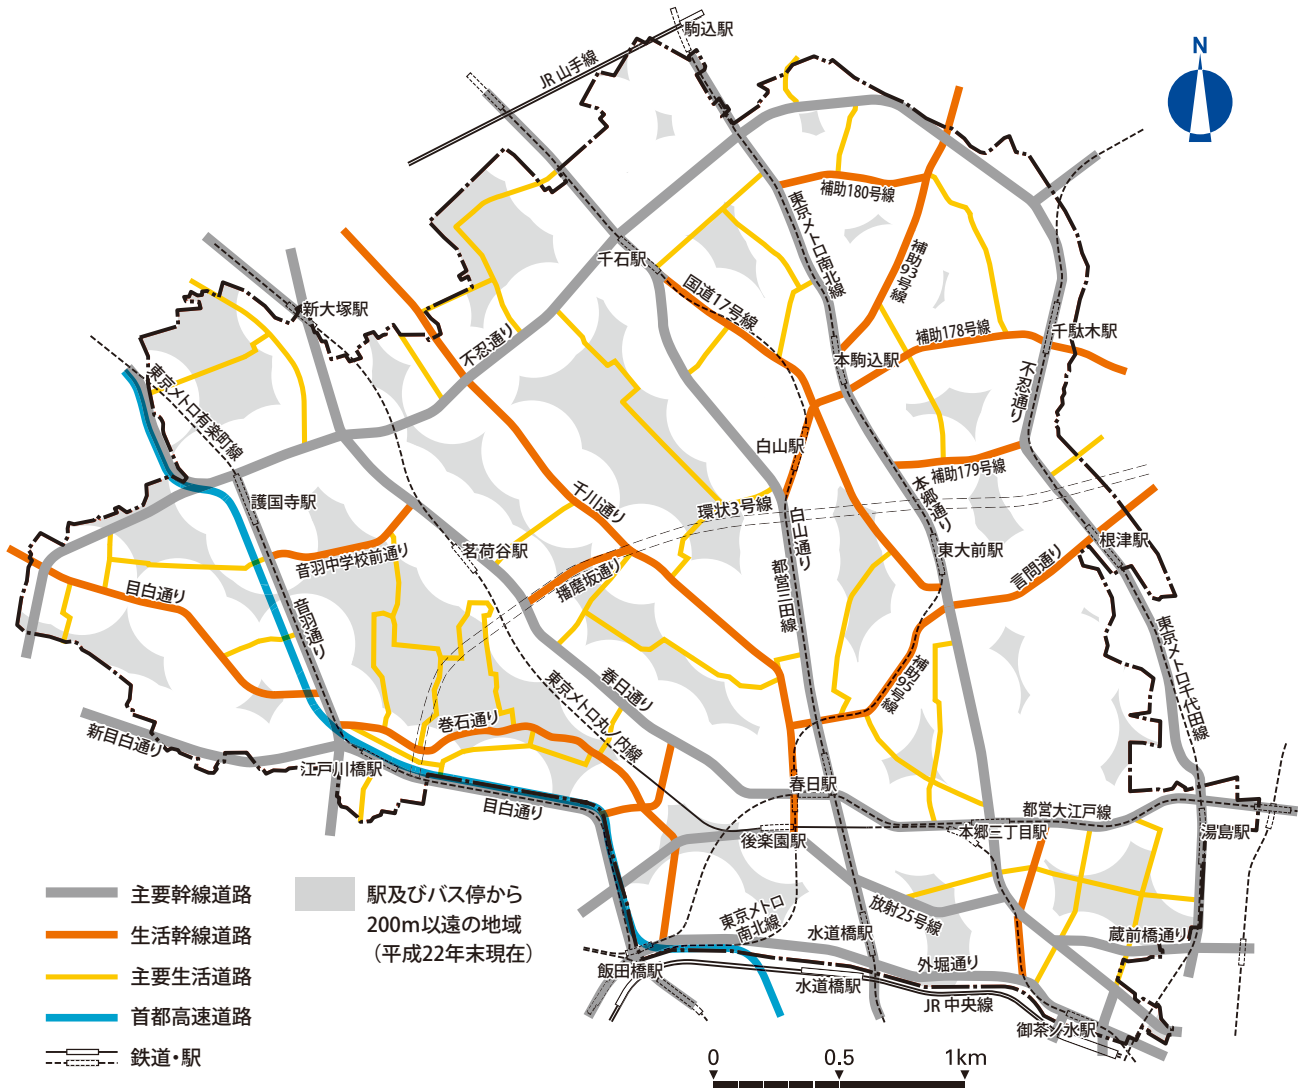 駒込駅
N
JR 山手線
補助180号線
東京メトロ南北線
補助93号線
千石駅
国道17号線
新大塚駅
不忍通り
補助178号線
千駄木駅
本駒込駅
不忍通り
東京メトロ有楽町線
白山駅
補助179号線
護国寺駅
千川通り
環状3号線
白山通り
本郷通り
茗荷谷駅
東大前駅
根津駅
音羽中学校前通り
播磨坂通り
都営三田線
言問通り
目白通り
音羽通り
東京メトロ千代田線
補助95号線
春日通り
東京メトロ丸ノ内線
巻石通り
新目白通り
江戸川橋駅
春日駅
目白通り
都営大江戸線
後楽園駅
本郷三丁目駅
湯島駅
放射25号線
東京メトロ
南北線
水道橋駅
蔵前橋通り
飯田橋駅
外堀通り
水道橋駅
JR 中央線
御茶ノ水駅
主要幹線道路
生活幹線道路
主要生活道路
首都高速道路
鉄道・駅
駅及びバス停から
200m以遠の地域
（平成22年末現在）
0
0.5
1km